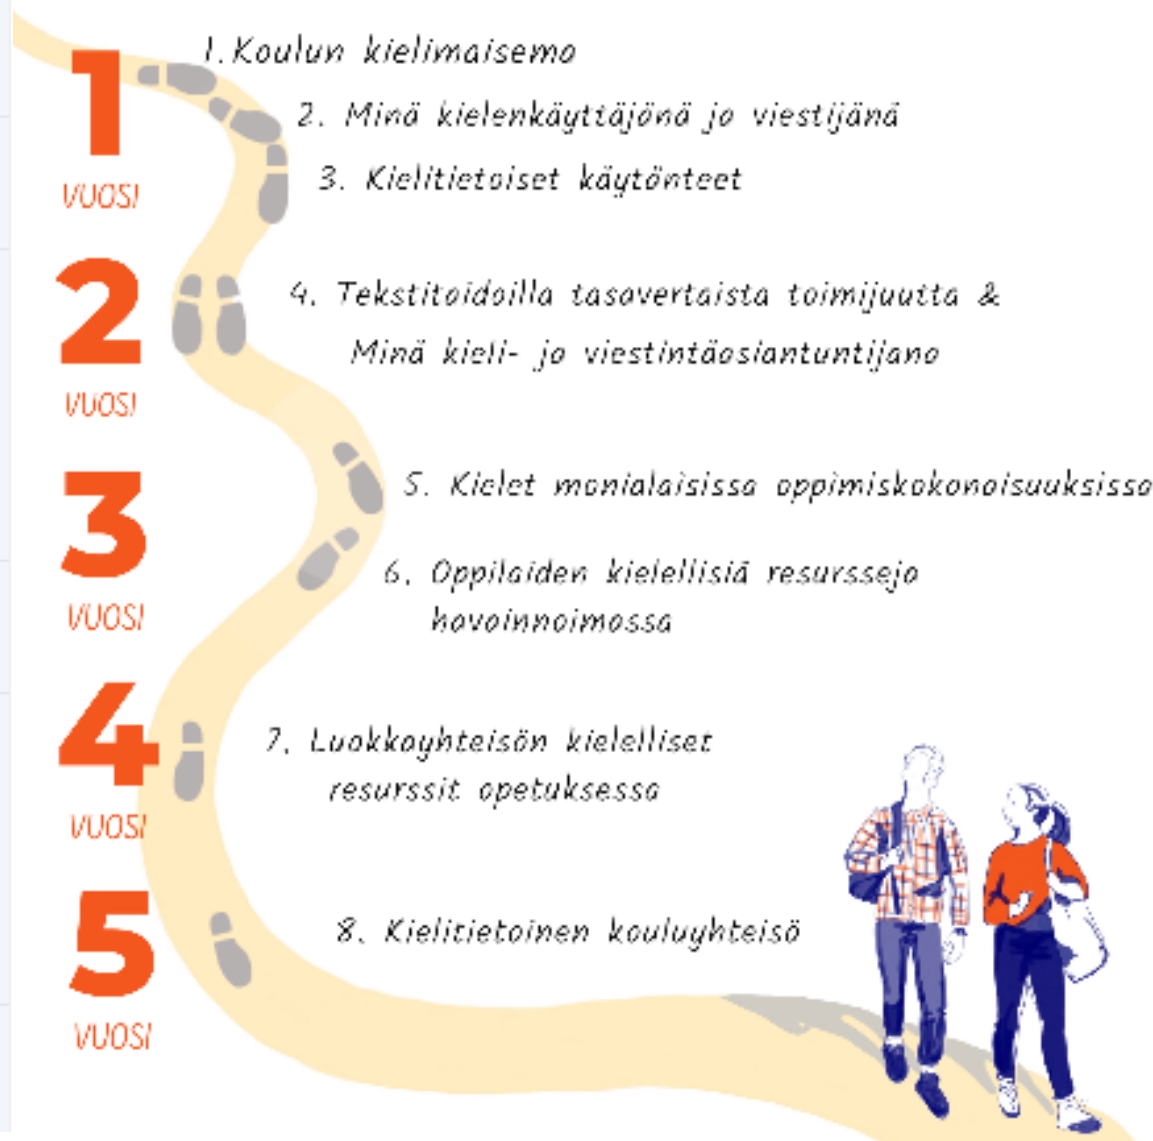 1
VUOSI
1. Koulun kielimaisema
2. Minä kielenkäyttäjänä ja viestijänä
3. Kielitietoiset käytänteet
2
VUOSI
4. Tekstitaidoilla tasavertaista toimijuutta &
Minä kieli- ja viestintäasiantuntijana
3
VUOSI
5. Kielet monialaisissa oppimiskokonaisuuksissa
6. Oppilaiden kielellisiä resursseja
havainnoimassa
4
VUOSI
7. Luokkayhteisön kielelliset
resurssit opetuksessa
5
VUOSI
8. Kielitietoinen kouluyhteisö